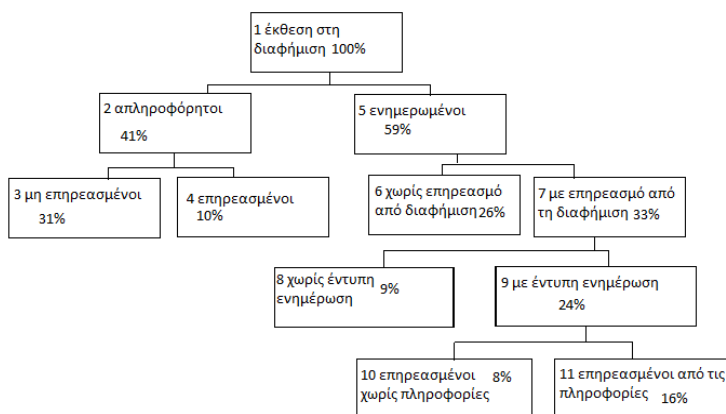 1 έκθεση στη
διαφήμιση 100%
2 απληροφόρητοι
41%
5 ενημερωμένοι
59%
3 μη επηρεασμένοι
31%
4 επηρεασμένοι
10%
6 χωρίς επηρεασμό
από διαφήμιση 26%
7 με επηρεασμό από
τη διαφήμιση 33%
8 χωρίς έντυπη
ενημέρωση 9%
9 με έντυπη ενημέρωση
24%
10 επηρεασμένοι 8%
χωρίς πληροφορίες
11 επηρεασμένοι από τις
πληροφορίες 16%